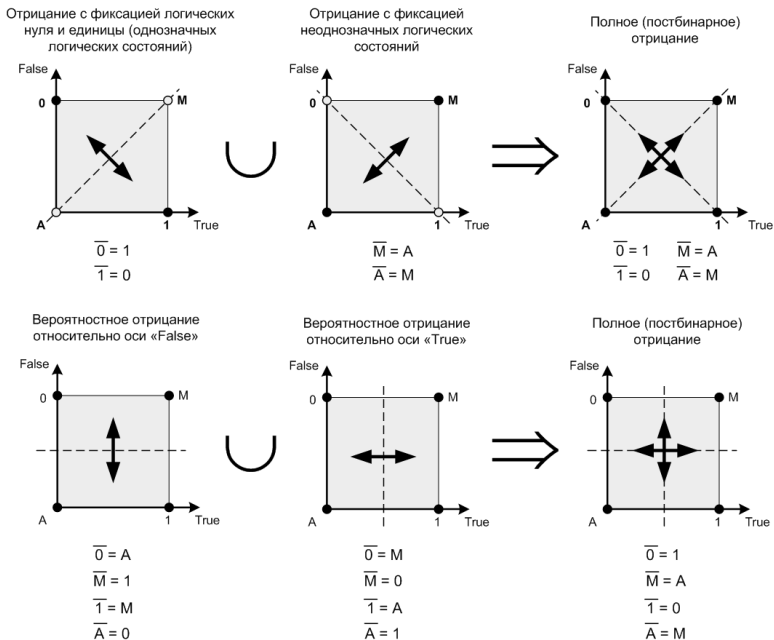 Отрицание с фиксацией логических
нуля и единицы (однозначных
логических состояний)
False
0
M
A
1
True
0̅ = 1
1̅ = 0
Отрицание с фиксацией
неоднозначных логических
состояний
False
0
M
A
1
True
M̅ = A
A̅ = M
Полное (постбинарное)
отрицание
False
0
M
A
1
True
0̅ = 1 M̅ = A
1̅ = 0 A̅ = M
Вероятностное отрицание
относительно оси «False»
False
0
M
A
1
True
0̅ = A
M̅ = 1
1̅ = M
A̅ = 0
Вероятностное отрицание
относительно оси «True»
False
0
M
A
1
True
0̅ = M
M̅ = 0
1̅ = A
A̅ = 1
Полное (постбинарное)
отрицание
False
0
M
A
1
True
0̅ = 1
M̅ = A
1̅ = 0
A̅ = M